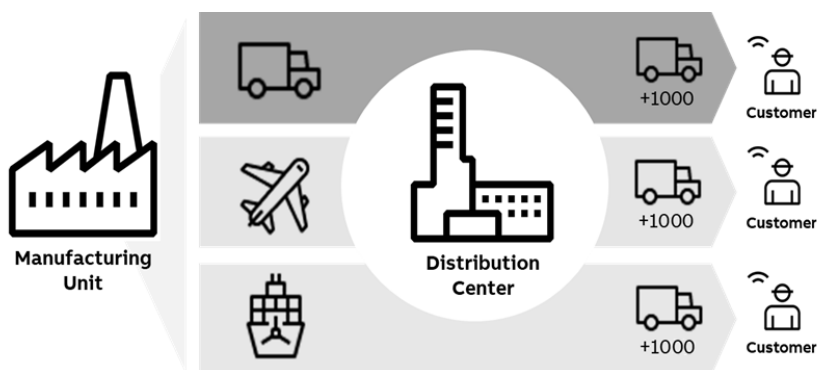 +1000
Customer
+1000
Customer
Manufacturing
Unit
Distribution
Center
+1000
Customer